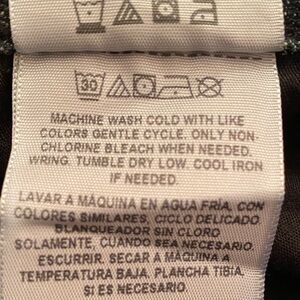 30
MACHINE WASH COLD WITH LIKE
COLORS GENTLE CYCLE. ONLY NON-
CHLORINE BLEACH WHEN NEEDED.
WRING. TUMBLE DRY LOW. COOL IRON
IF NEEDED.
LAVAR A MÁQUINA EN AGUA FRÍA, CON
COLORES SIMILARES, CICLO DELICADO.
BLANQUEADOR SIN CLORO
SOLAMENTE, CUANDO SEA NECESARIO.
ESCURRIR. SECAR A MÁQUINA A
TEMPERATURA BAJA. PLANCHA TIBIA,
SI ES NECESARIO.